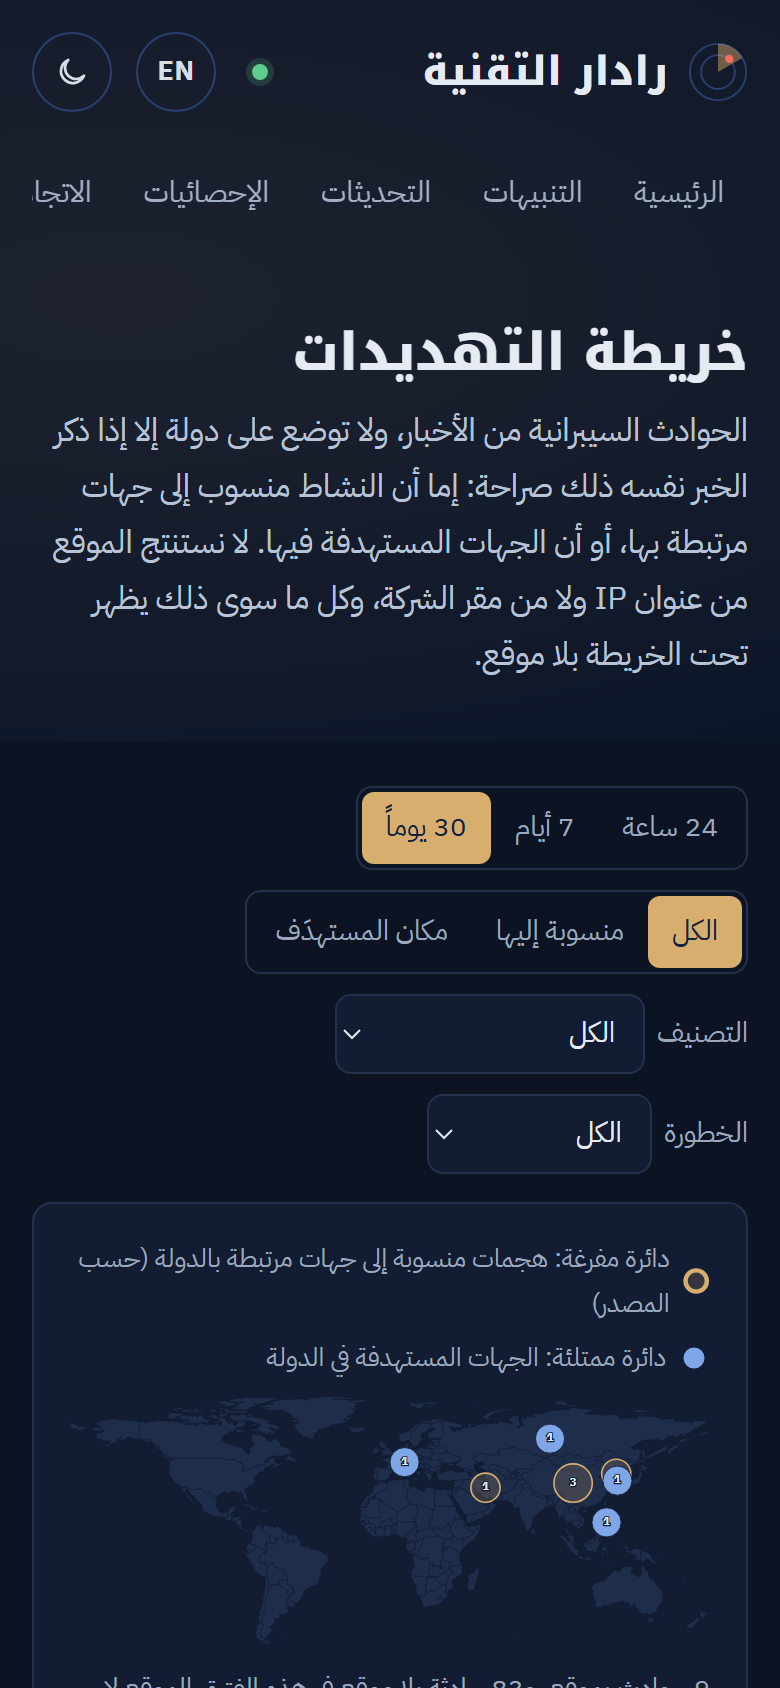 رادار التقنية
EN
الرئيسية
التنبيهات
التحديثات
الإحصائيات
خريطة التهديدات
الحوادث السيبرانية من الأخبار، ولا توضع على دولة إلا إذا ذكر
الخبر نفسه ذلك صراحة: إما أن النشاط منسوب إلى جهات
مرتبطة بها، أو أن الجهات المستهدفة فيها. لا نستنتج الموقع
من عنوان IP ولا من مقر الشركة، وكل ما سوى ذلك يظهر
تحت الخريطة بلا موقع.
24 ساعة
7 أيام
30 يوماً
الكل
منسوبة إليها
مكان المستهدَف
التصنيف
الكل
الخطورة
الكل
دائرة مفرغة: هجمات منسوبة إلى جهات مرتبطة بالدولة (حسب
المصدر)
دائرة ممتلئة: الجهات المستهدفة في الدولة
1
1
1
3
1
1